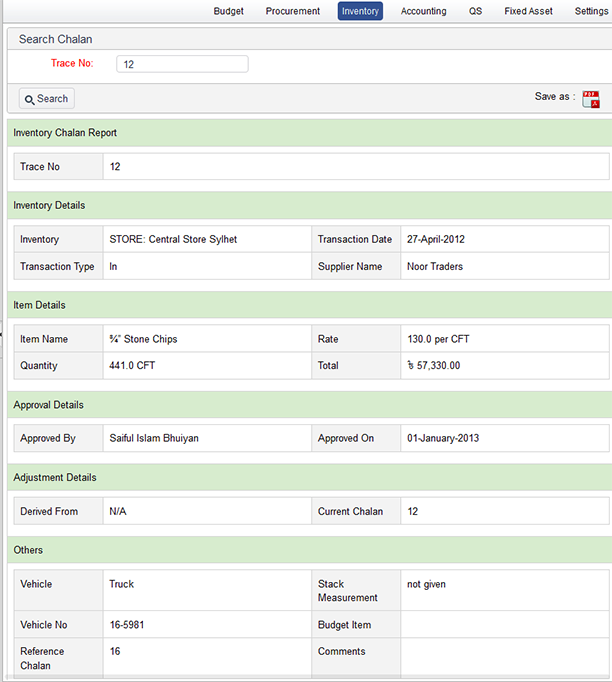 Budget Procurement Inventory Accounting QS Fixed Asset Settings
Search Chalan
Trace No: 12
Search Save as : PDF
Inventory Chalan Report
Trace No 12
Inventory Details
Inventory STORE: Central Store Sylhet Transaction Date 27-April-2012
Transaction Type In Supplier Name Noor Traders
Item Details
Item Name ¾" Stone Chips Rate 130.0 per CFT
Quantity 441.0 CFT Total ৳ 57,330.00
Approval Details
Approved By Saiful Islam Bhuiyan Approved On 01-January-2013
Adjustment Details
Derived From N/A Current Chalan 12
Others
Vehicle Truck Stack not given
Measurement
Vehicle No 16-5981 Budget Item
Reference 16 Comments
Chalan